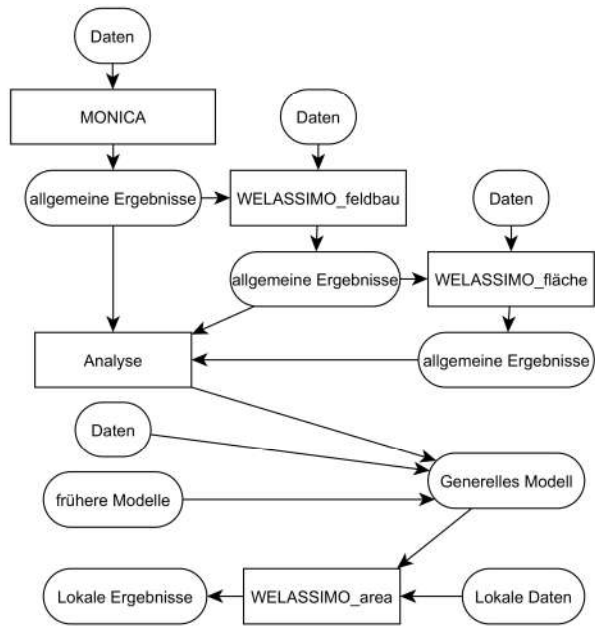 Daten
MONICA
Daten
allgemeine Ergebnisse
WELASSIMO_feldbau
Daten
allgemeine Ergebnisse
WELASSIMO_fläche
Analyse
allgemeine Ergebnisse
Daten
Generelles Modell
frühere Modelle
Lokale Ergebnisse
WELASSIMO_area
Lokale Daten